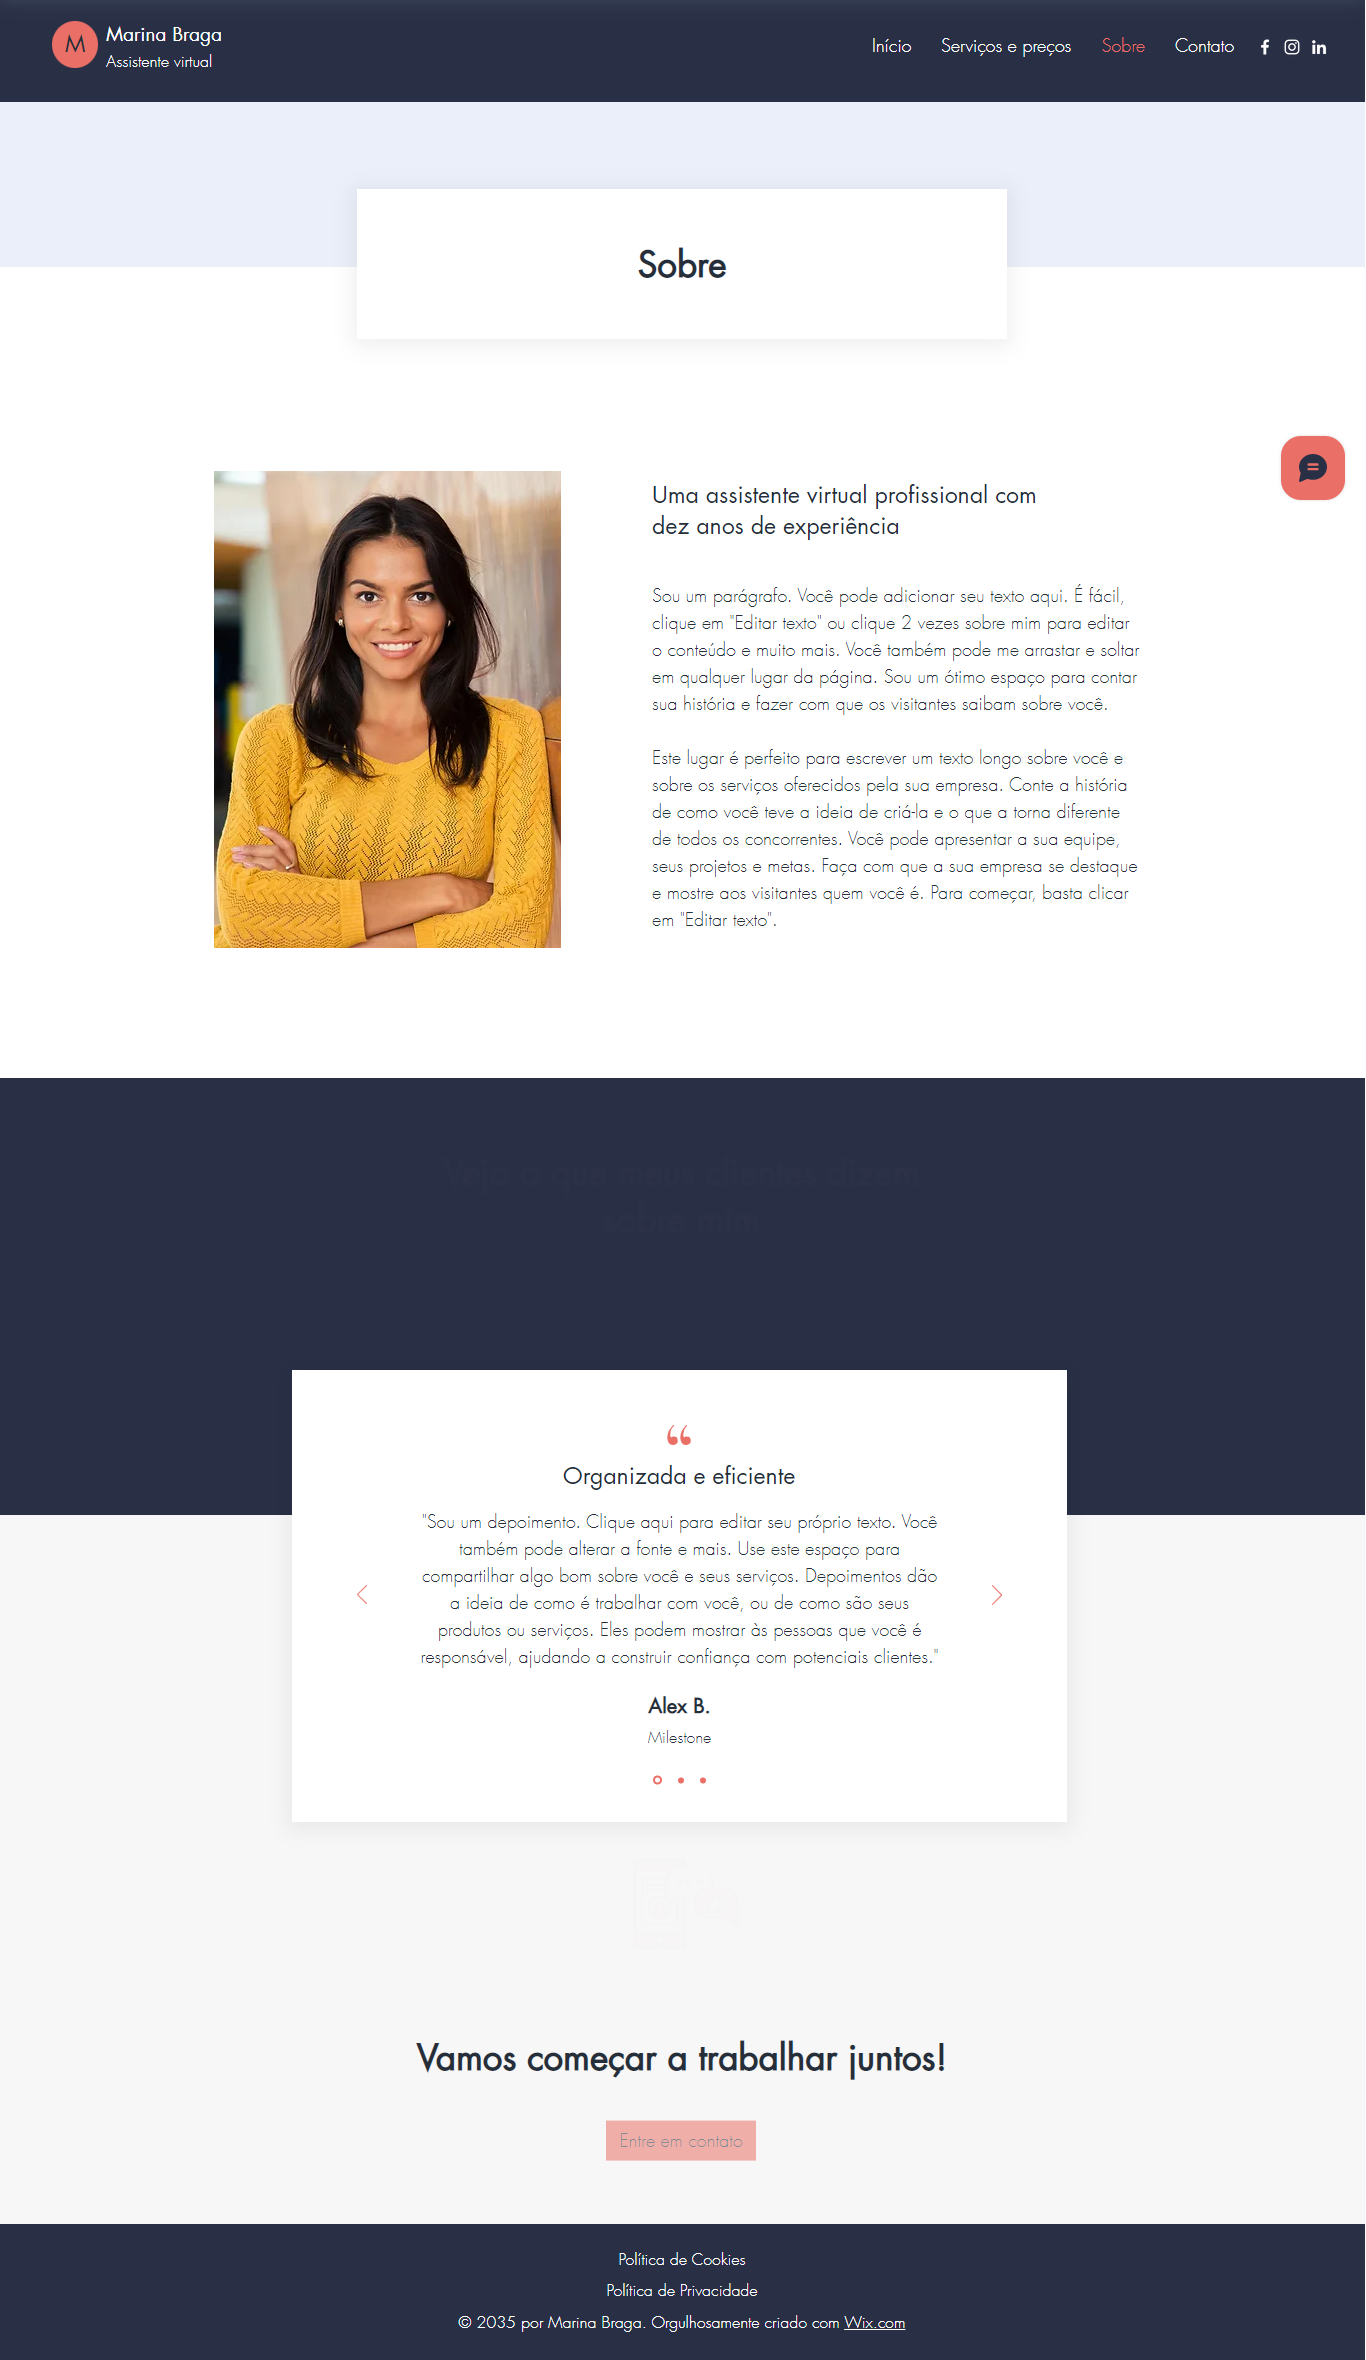 M
Marina Braga
Assistente virtual
Início
Serviços e preços
Sobre
Contato
Sobre
Uma assistente virtual profissional com
dez anos de experiência
Sou um parágrafo. Você pode adicionar seu texto aqui. É fácil,
clique em "Editar texto" ou clique 2 vezes sobre mim para editar
o conteúdo e muito mais. Você também pode me arrastar e soltar
em qualquer lugar da página. Sou um ótimo espaço para contar
sua história e fazer com que os visitantes saibam sobre você.
Este lugar é perfeito para escrever um texto longo sobre você e
sobre os serviços oferecidos pela sua empresa. Conte a história
de como você teve a ideia de criá-la e o que a torna diferente
de todos os concorrentes. Você pode apresentar a sua equipe,
seus projetos e metas. Faça com que a sua empresa se destaque
e mostre aos visitantes quem você é. Para começar, basta clicar
em "Editar texto".
Veja o que meus clientes dizem
sobre mim
“
Organizada e eficiente
"Sou um depoimento. Clique aqui para editar seu próprio texto. Você
também pode alterar a fonte e mais. Use este espaço para
compartilhar algo bom sobre você e seus serviços. Depoimentos dão
a ideia de como é trabalhar com você, ou de como são seus
produtos ou serviços. Eles podem mostrar às pessoas que você é
responsável, ajudando a construir confiança com potenciais clientes."
Alex B.
Milestone
Vamos começar a trabalhar juntos!
Entre em contato
Política de Cookies
Política de Privacidade
© 2035 por Marina Braga. Orgulhosamente criado com Wix.com